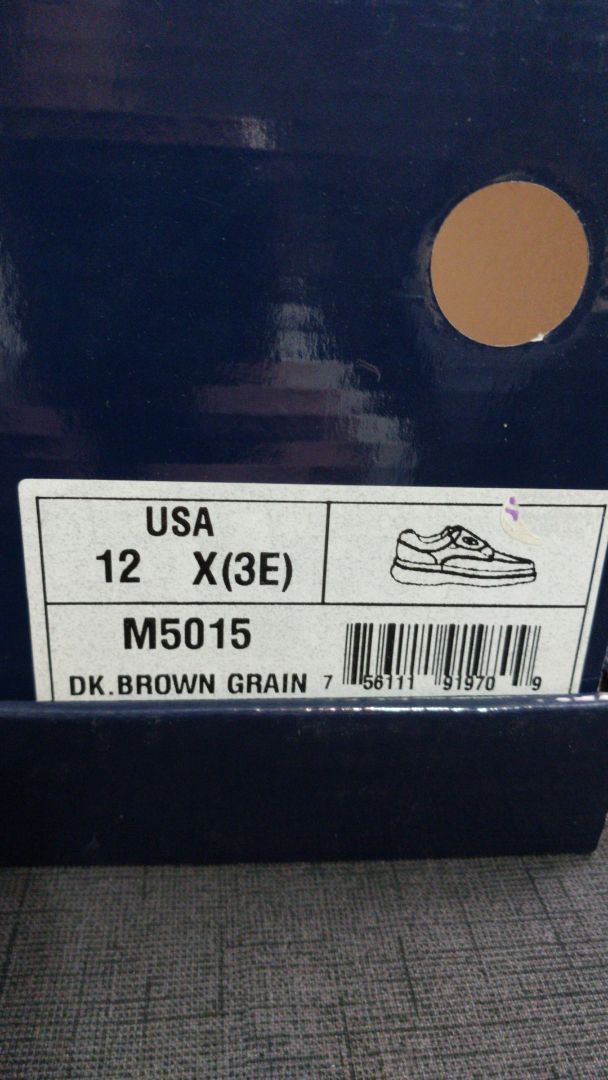 USA
12 X(3E)
M5015
DK.BROWN GRAIN
7 56111 91970 9